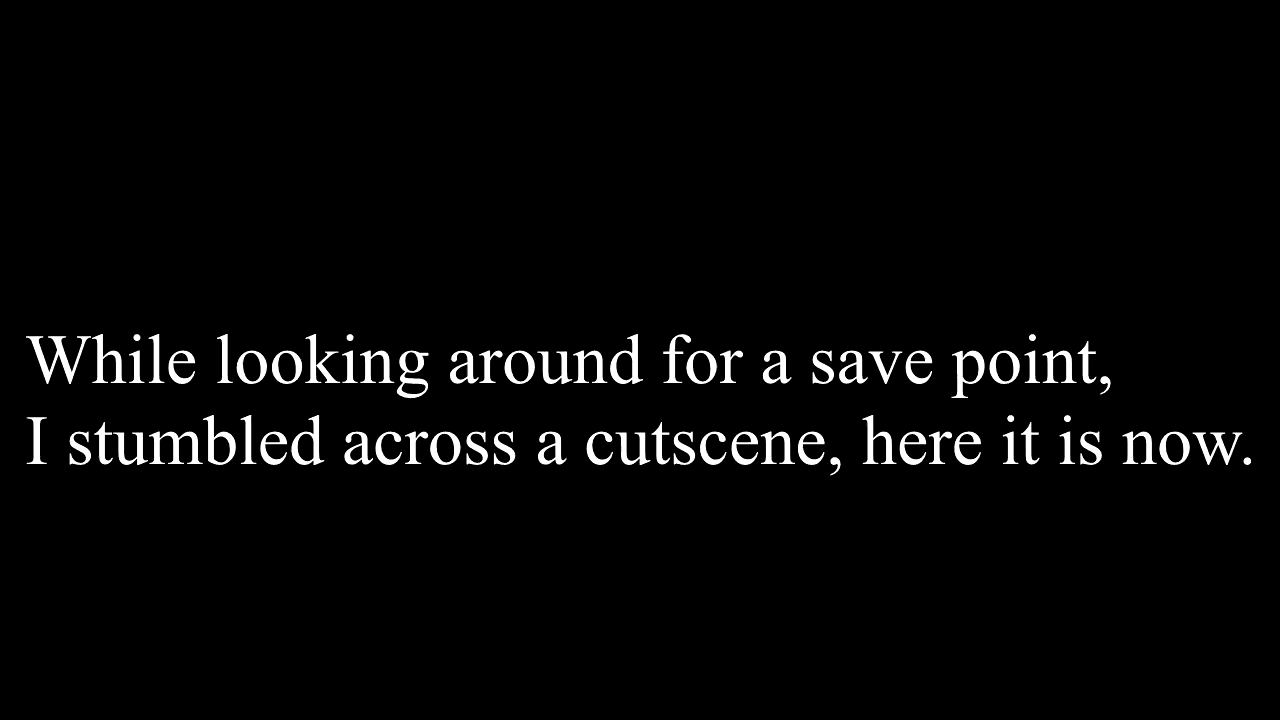 While looking around for a save point,
I stumbled across a cutscene, here it is now.